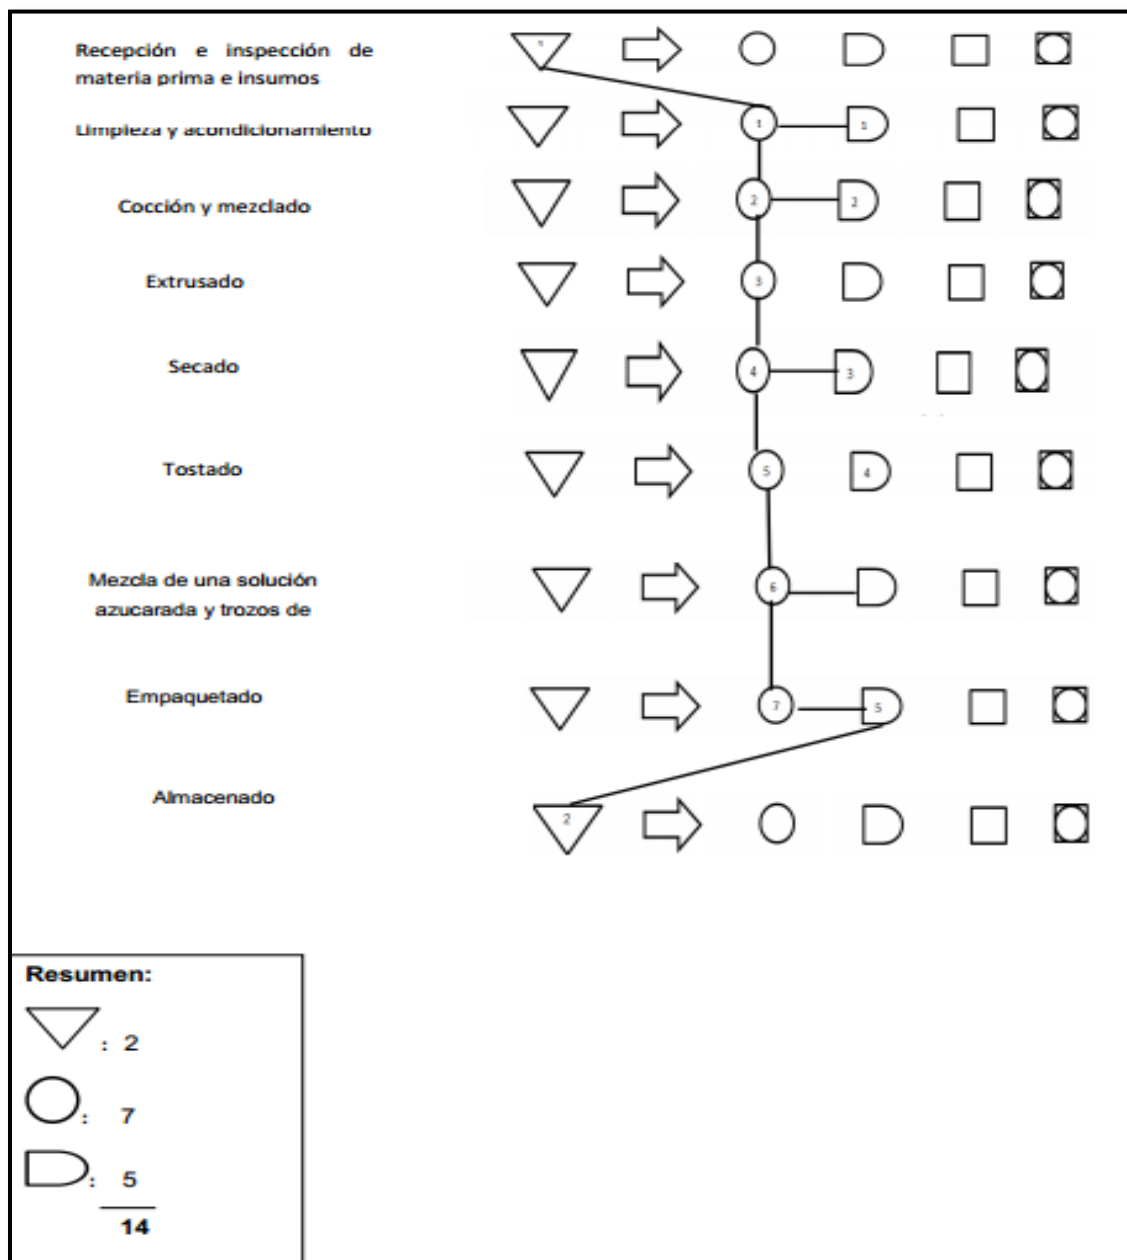 Recepción e inspección de
materia prima e insumos
1
Limpieza y acondicionamiento
1 1
Cocción y mezclado
2 2
Extrusado
3
Secado
4 3
Tostado
5 4
Mezcla de una solución
azucarada y trozos de
6
Empaquetado
7 5
Almacenado
2
Resumen:
: 2
: 7
: 5
14